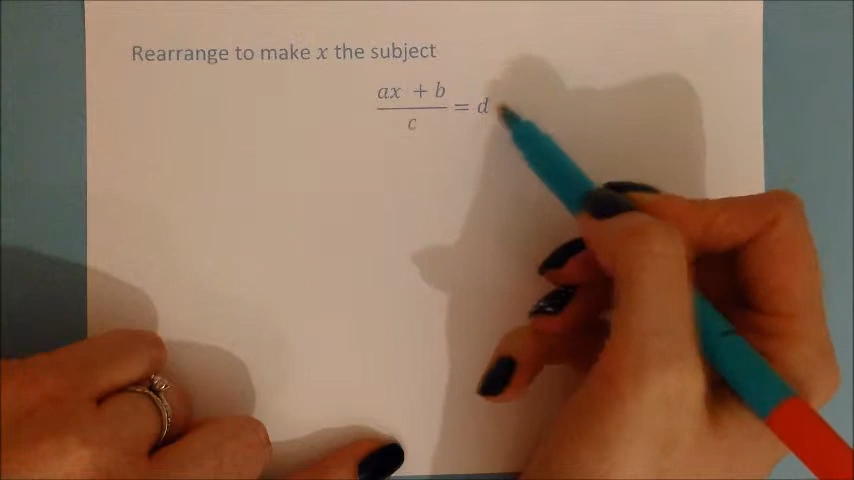 Rearrange to make x the subject
(ax + b)/c = d